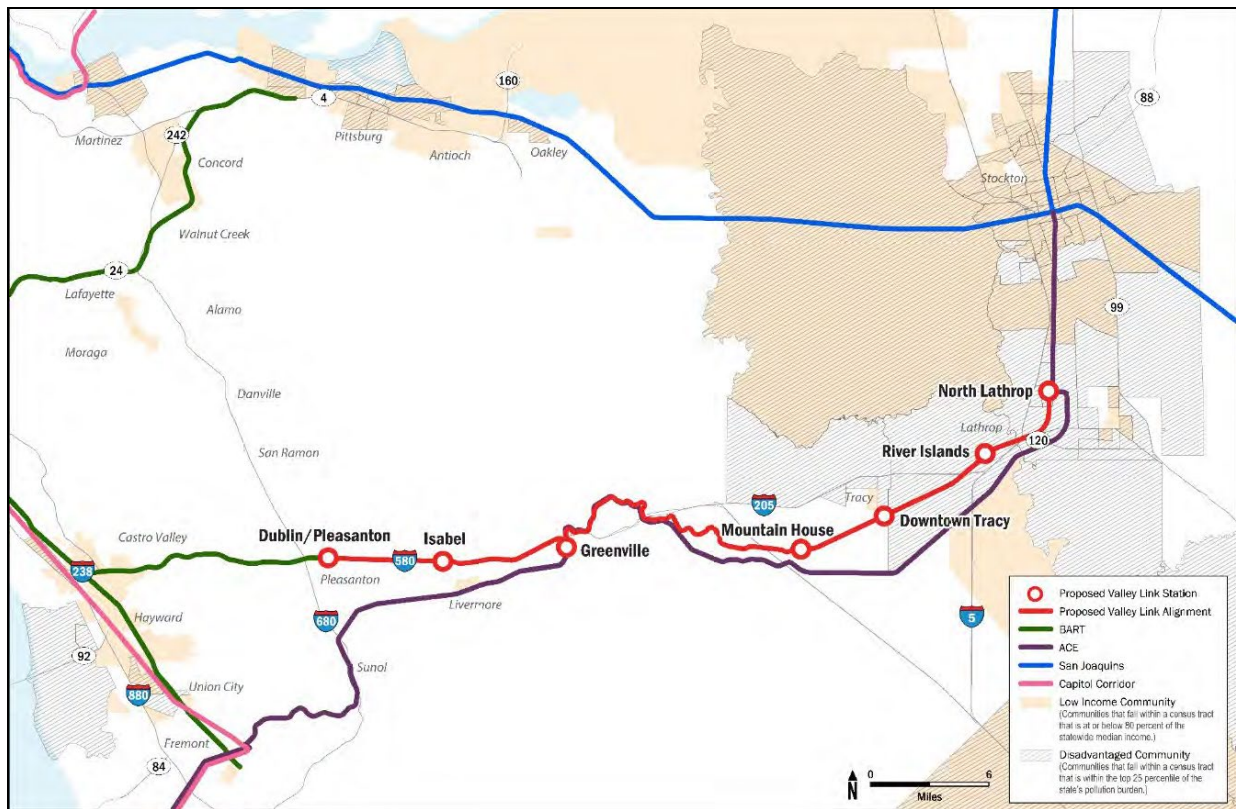 160
88
4
242
Martinez
Pittsburg
Concord
Antioch
Oakley
Stockton
Walnut Creek
24
Lafayette
99
Alamo
Moraga
Danville
North Lathrop
Lathrop
120
San Ramon
River Islands
205
Tracy
Castro Valley
Dublin/Pleasanton
Isabel
Mountain House
Downtown Tracy
580
Greenville
238
Pleasanton
Hayward
Livermore
680
5
92
Sunol
Union City
880
Fremont
84
N
0
6
Miles
Proposed Valley Link Station
Proposed Valley Link Alignment
BART
ACE
San Joaquins
Capitol Corridor
Low Income Community
(Communities that fall within a census tract
that is at or below 80 percent of the
statewide median income.)
Disadvantaged Community
(Communities that fall within a census tract
that is within the top 25 percentile of the
state's pollution burden.)